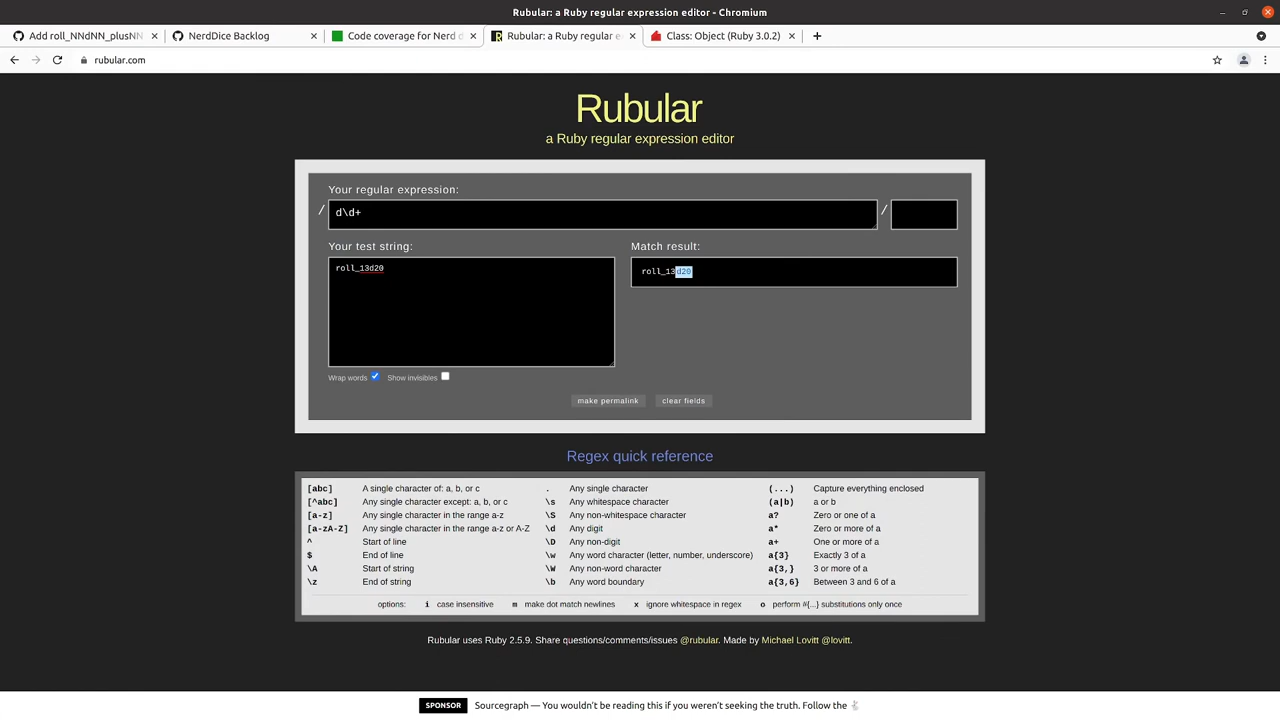 Rubular: a Ruby regular expression editor - Chromium
Add roll_NNdNN_plusNN
NerdDice Backlog
Code coverage for Nerd d
Rubular: a Ruby regular e
Class: Object (Ruby 3.0.2)
rubular.com
Rubular
a Ruby regular expression editor
Your regular expression:
/ d\d+ /
Your test string:
Match result:
roll_13d20
roll_13d20
Wrap words
Show invisibles
make permalink
clear fields
Regex quick reference
[abc] A single character of: a, b, or c . Any single character (...) Capture everything enclosed
[^abc] Any single character except: a, b, or c \s Any whitespace character (a|b) a or b
[a-z] Any single character in the range a-z \S Any non-whitespace character a? Zero or one of a
[a-zA-Z] Any single character in the range a-z or A-Z \d Any digit a* Zero or more of a
^ Start of line \D Any non-digit a+ One or more of a
$ End of line \w Any word character (letter, number, underscore) a{3} Exactly 3 of a
\A Start of string \W Any non-word character a{3,} 3 or more of a
\z End of string \b Any word boundary a{3,6} Between 3 and 6 of a
options: i case insensitive m make dot match newlines x ignore whitespace in regex o perform #{...} substitutions only once
Rubular uses Ruby 2.5.9. Share questions/comments/issues @rubular. Made by Michael Lovitt @lovitt.
SPONSOR Sourcegraph — You wouldn't be reading this if you weren't seeking the truth. Follow the 🐇